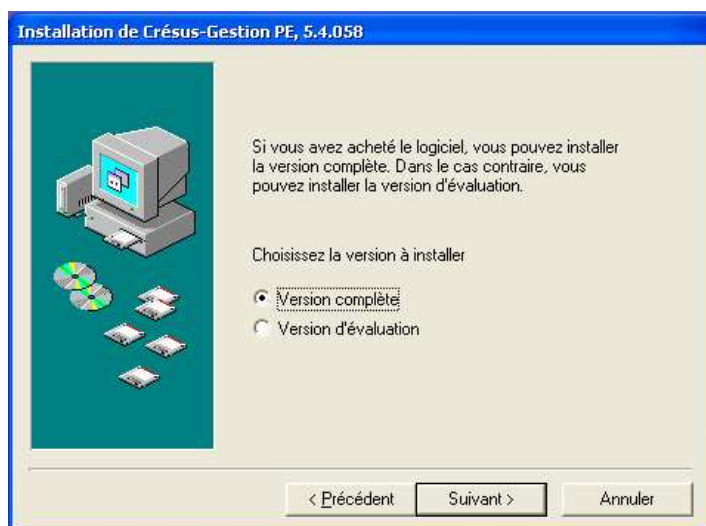 Installation de Crésus-Gestion PE, 5.4.058
Si vous avez acheté le logiciel, vous pouvez installer
la version complète. Dans le cas contraire, vous
pouvez installer la version d'évaluation.
Choisissez la version à installer
Version complète
Version d'évaluation
< Précédent
Suivant >
Annuler